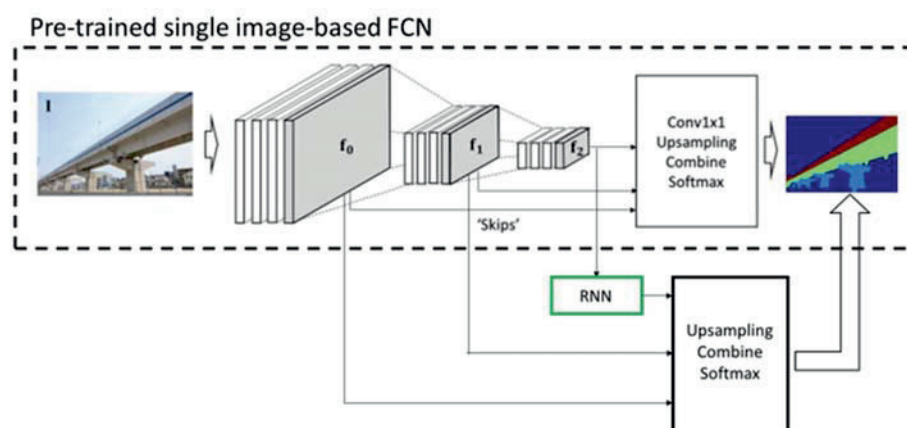 Pre-trained single image-based FCN
I
f0
f1
f2
Conv1x1
Upsampling
Combine
Softmax
'Skips'
RNN
Upsampling
Combine
Softmax